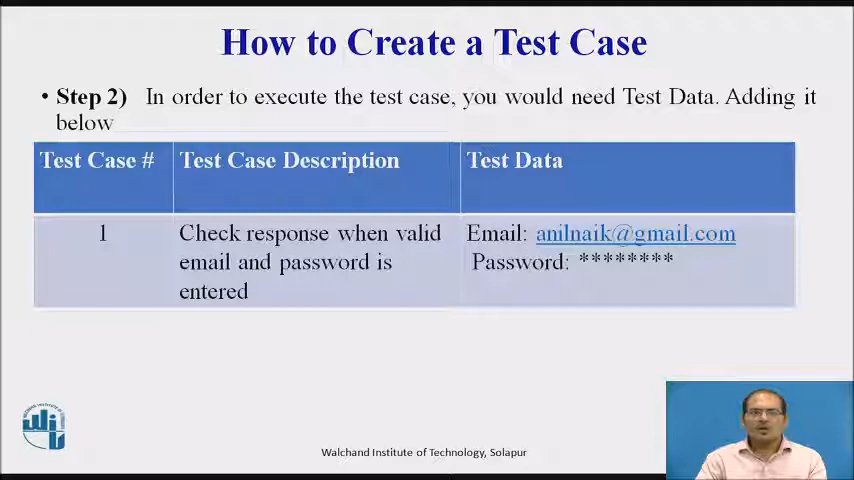 How to Create a Test Case
• Step 2) In order to execute the test case, you would need Test Data. Adding it
below
Test Case # Test Case Description Test Data
1 Check response when valid Email: anilnaik@gmail.com
email and password is Password: ********
entered
Walchand Institute of Technology, Solapur